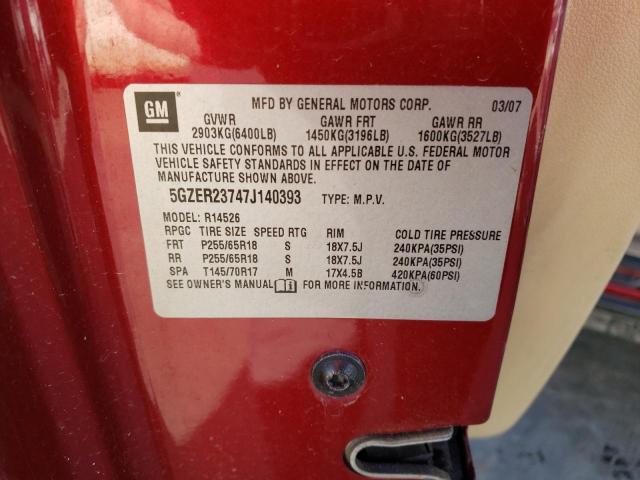 GM ® MFD BY GENERAL MOTORS CORP. 03/07
GVWR GAWR FRT GAWR RR
2903KG(6400LB) 1450KG(3196LB) 1600KG(3527LB)
THIS VEHICLE CONFORMS TO ALL APPLICABLE U.S. FEDERAL MOTOR
VEHICLE SAFETY STANDARDS IN EFFECT ON THE DATE OF
MANUFACTURE SHOWN ABOVE.
5GZER23747J140393 TYPE: M.P.V.
MODEL: R14526
RPGC TIRE SIZE SPEED RTG RIM COLD TIRE PRESSURE
FRT P255/65R18 S 18X7.5J 240KPA(35PSI)
RR P255/65R18 S 18X7.5J 240KPA(35PSI)
SPA T145/70R17 M 17X4.5B 420KPA(60PSI)
SEE OWNER'S MANUAL FOR MORE INFORMATION.